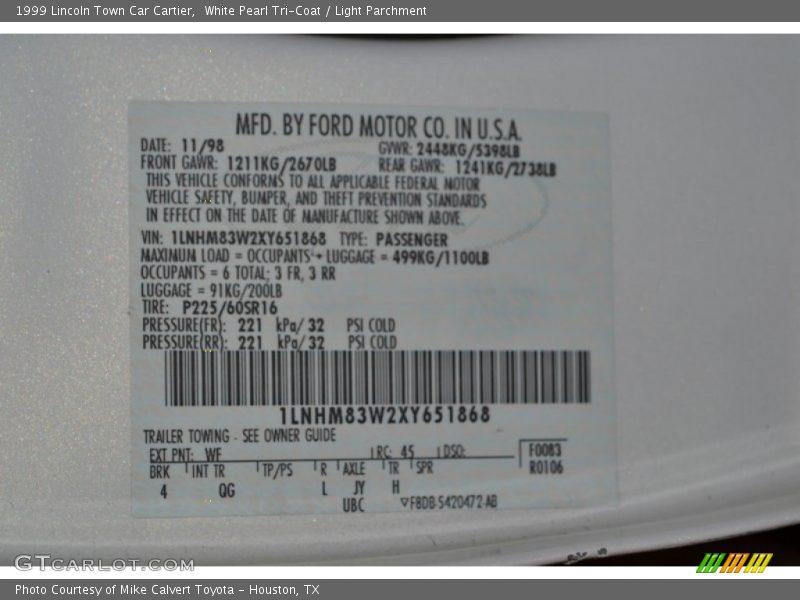 1999 Lincoln Town Car Cartier, White Pearl Tri-Coat / Light Parchment
MFD. BY FORD MOTOR CO. IN U.S.A.
DATE: 11/98 GVWR: 2448KG/5398LB
FRONT GAWR: 1211KG/2670LB REAR GAWR: 1241KG/2738LB
THIS VEHICLE CONFORMS TO ALL APPLICABLE FEDERAL MOTOR
VEHICLE SAFETY, BUMPER, AND THEFT PREVENTION STANDARDS
IN EFFECT ON THE DATE OF MANUFACTURE SHOWN ABOVE.
VIN: 1LNHM83W2XY651868 TYPE: PASSENGER
MAXIMUM LOAD = OCCUPANTS + LUGGAGE = 499KG/1100LB
OCCUPANTS = 6 TOTAL; 3 FR, 3 RR
LUGGAGE = 91KG/200LB
TIRE: P225/60SR16
PRESSURE(FR): 221 kPa/ 32 PSI COLD
PRESSURE(RR): 221 kPa/ 32 PSI COLD
1LNHM83W2XY651868
TRAILER TOWING - SEE OWNER GUIDE
EXT PNT: WF RC: 45 DSO: F0083
BRK INT TR TP/PS R AXLE TR SPR R0106
4 QG L JY H
UBC ▽F8DB-5420472-AB
GTCARLOT.COM
Photo Courtesy of Mike Calvert Toyota - Houston, TX